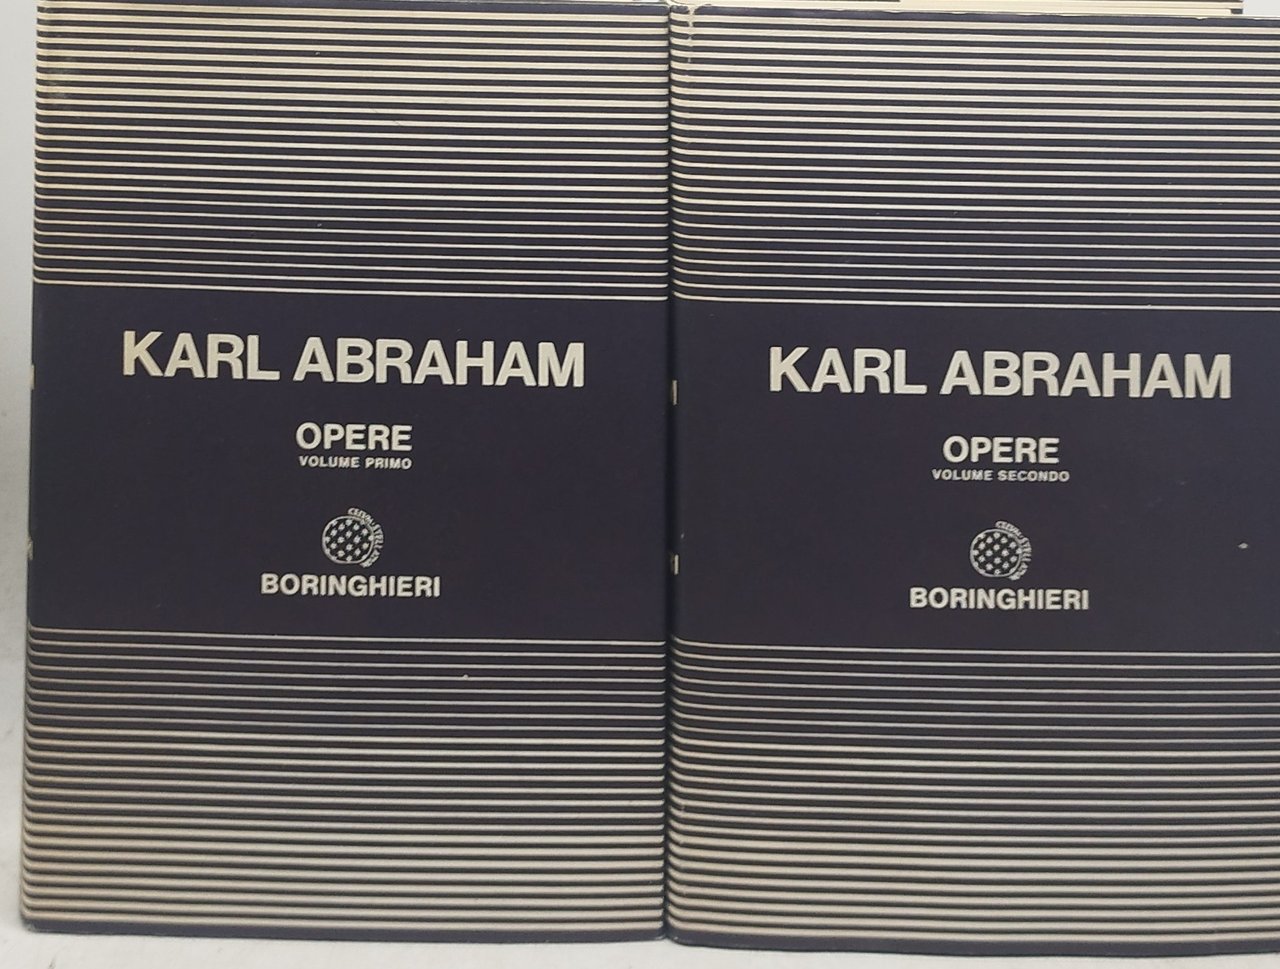 KARL ABRAHAM
OPERE
VOLUME PRIMO
BORINGHIERI
KARL ABRAHAM
OPERE
VOLUME SECONDO
BORINGHIERI